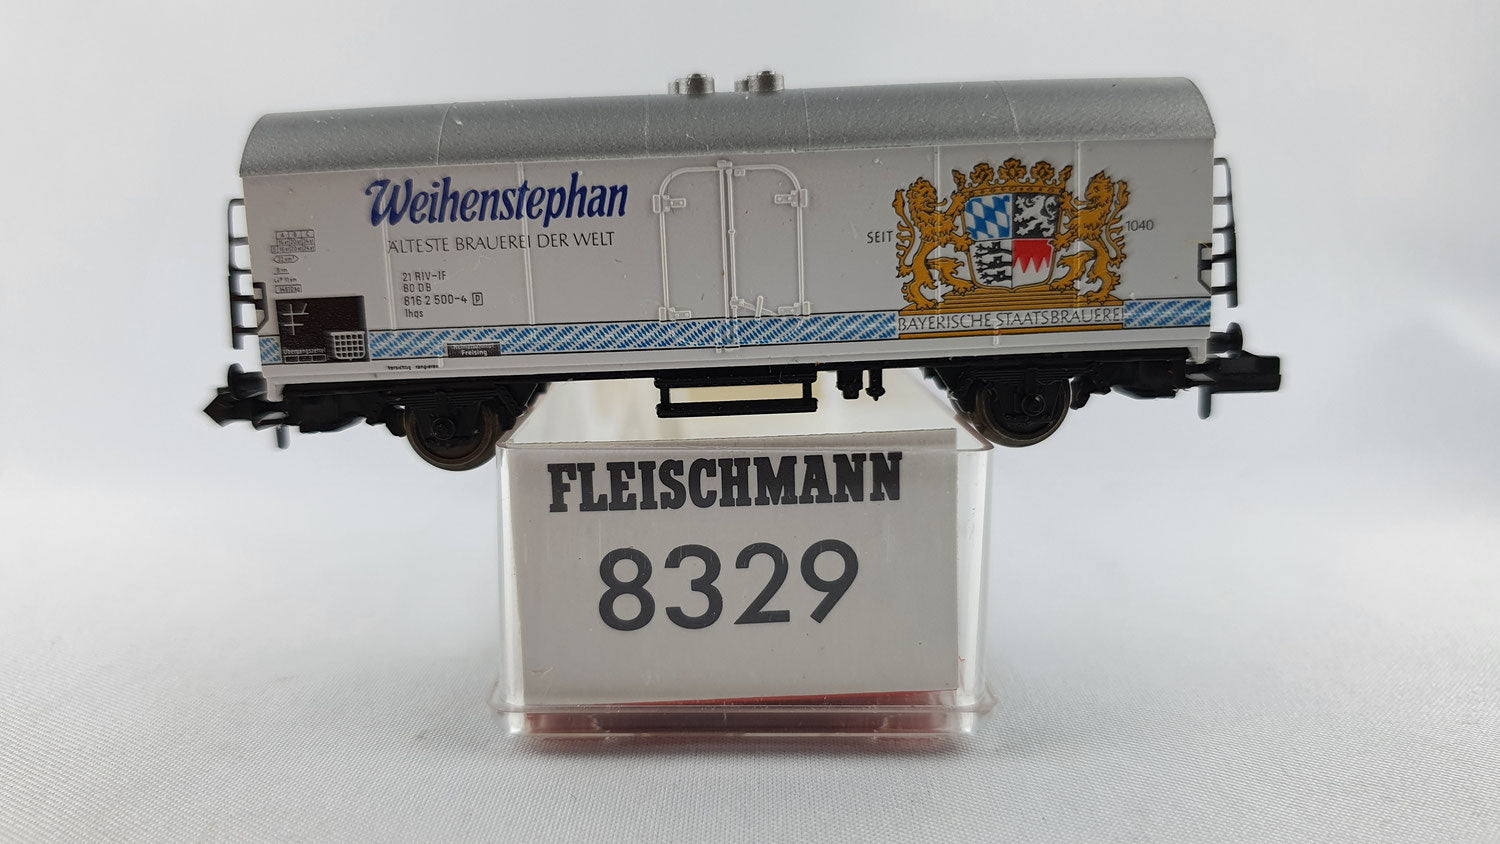 Weihenstephan
ÄLTESTE BRAUEREI DER WELT
21 RIV-IF
80 DB
816 2 500-4 P
Ihqs
SEIT 1040
BAYERISCHE STAATSBRAUEREI
Freising
FLEISCHMANN
8329